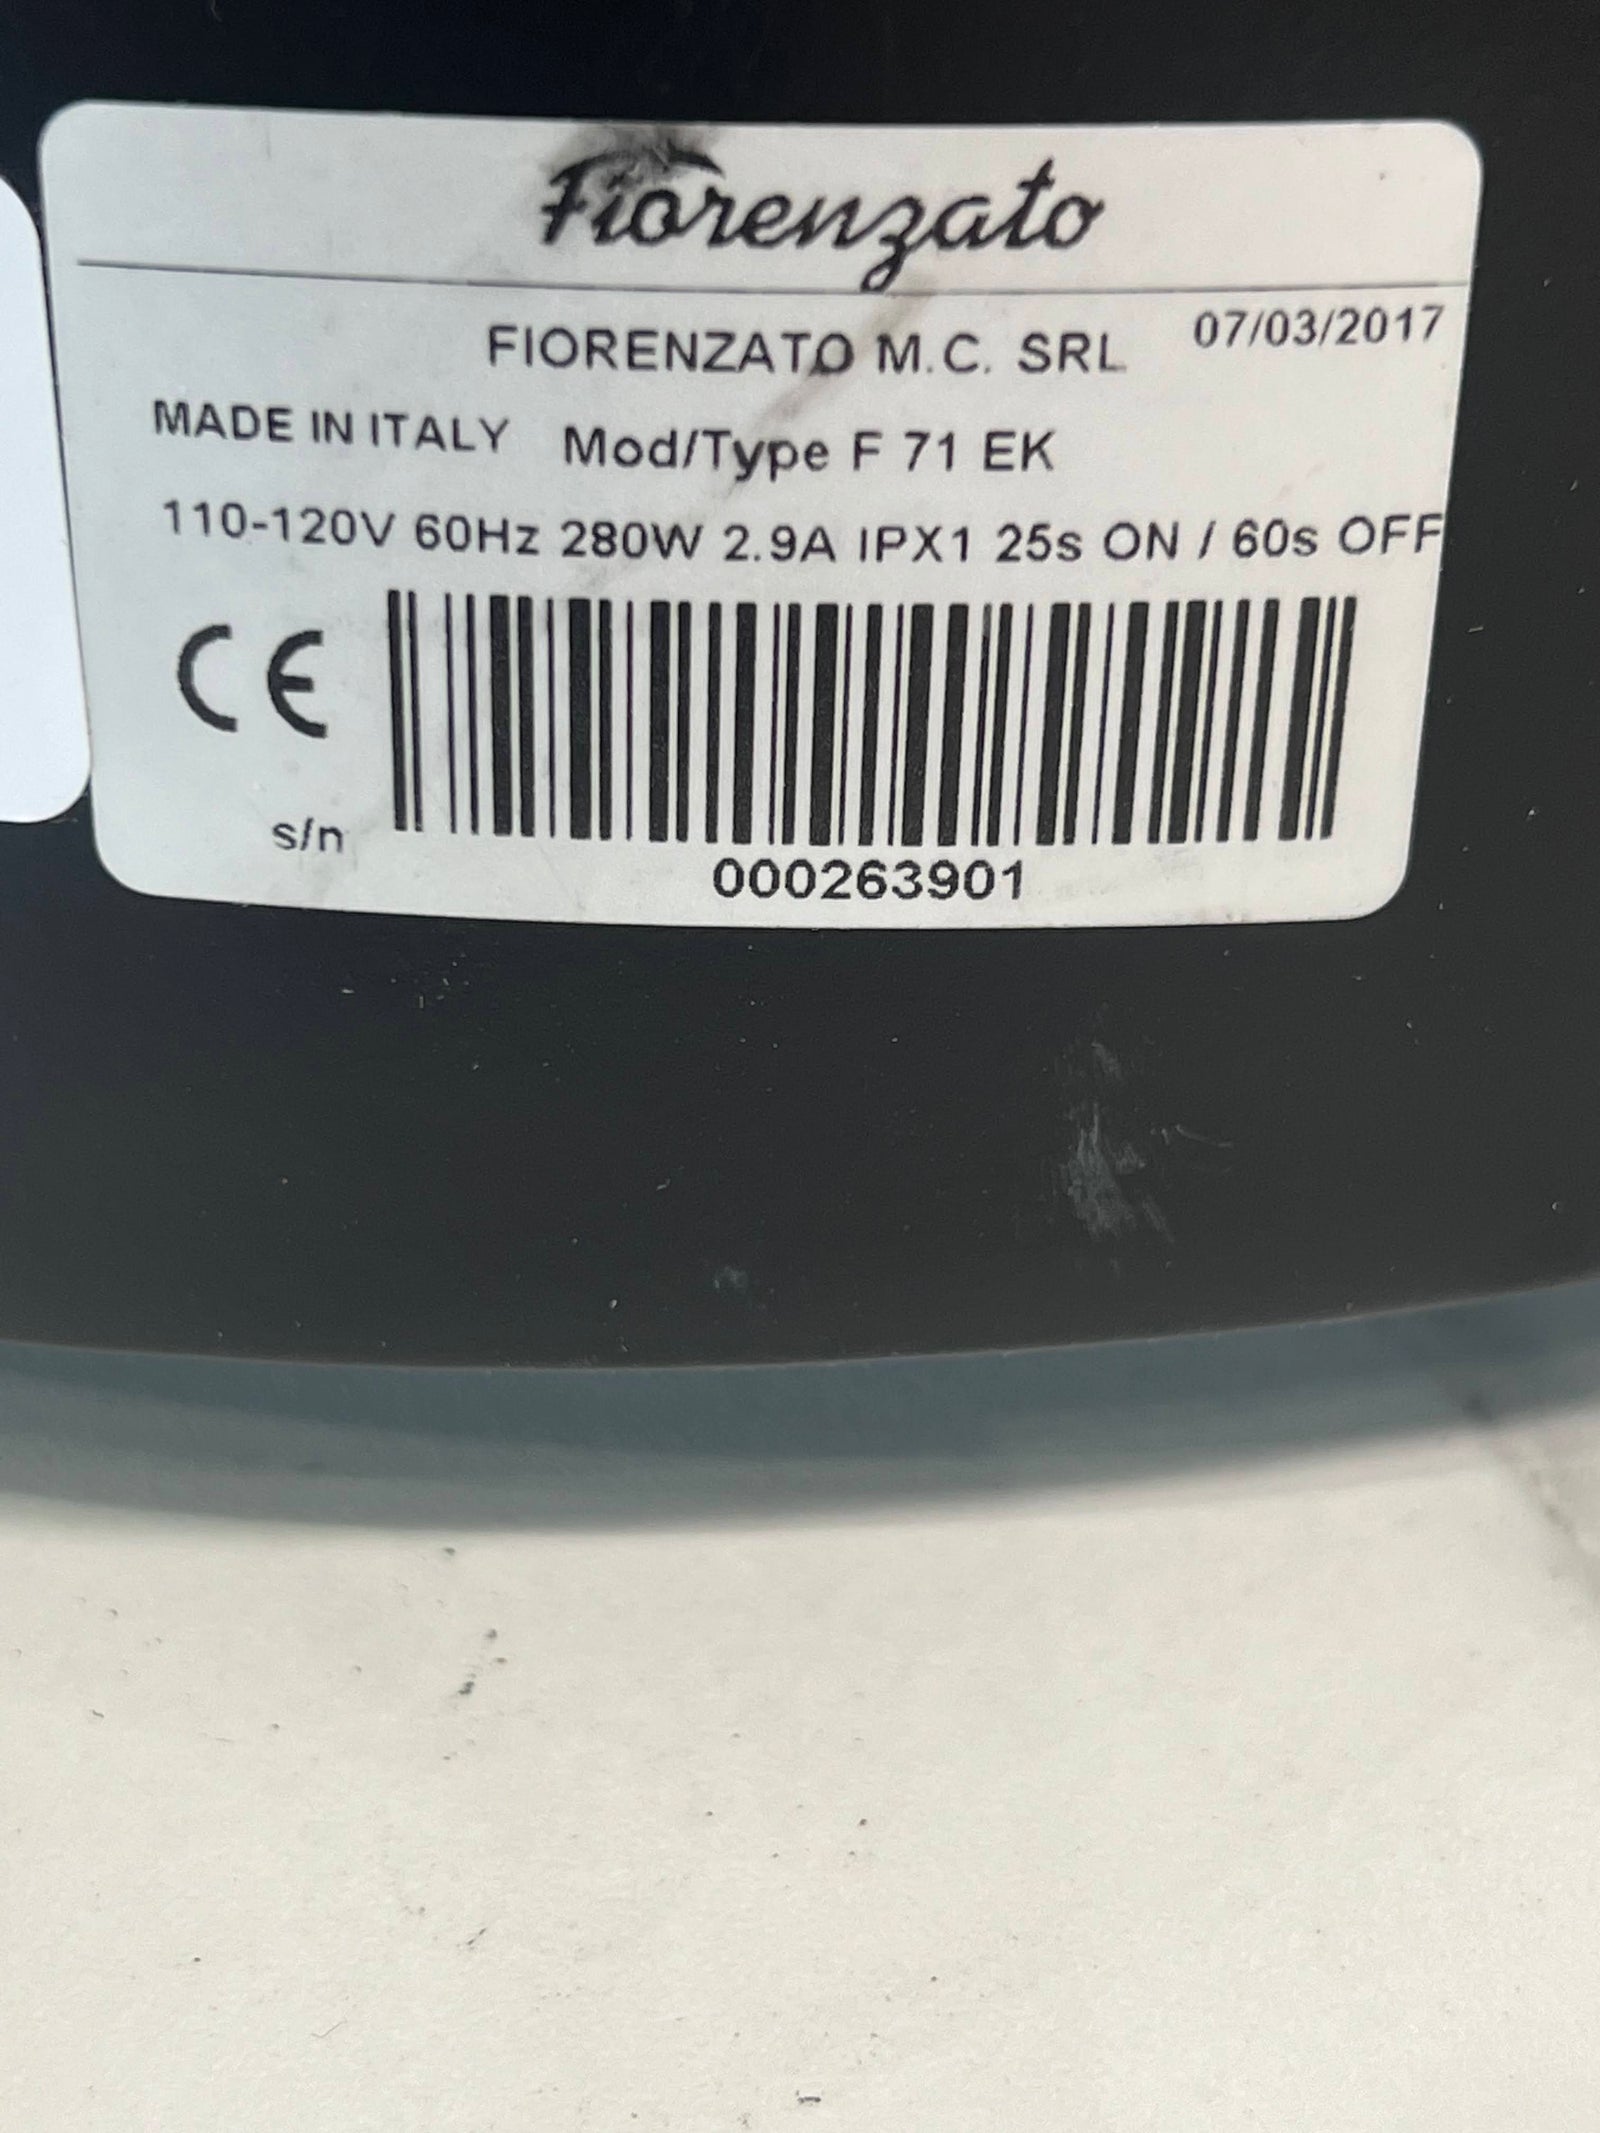 Fiorenzato
FIORENZATO M.C. SRL 07/03/2017
MADE IN ITALY Mod/Type F 71 EK
110-120V 60Hz 280W 2.9A IPX1 25s ON / 60s OFF
CE
s/n
000263901